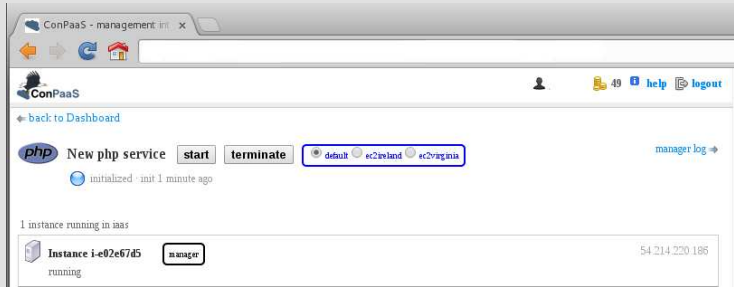 ConPaaS - management int
ConPaaS
49 help logout
back to Dashboard
php New php service start terminate default ec2ireland ec2virginia manager log
initialized · init 1 minute ago
1 instance running in iaas
Instance i-e02e67d5 manager 54.214.220.186
running